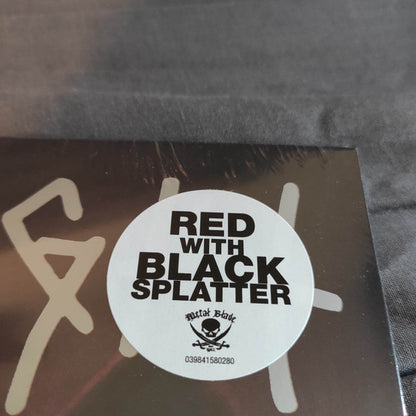 RED
WITH
BLACK
SPLATTER
Metal Blade
039841580280